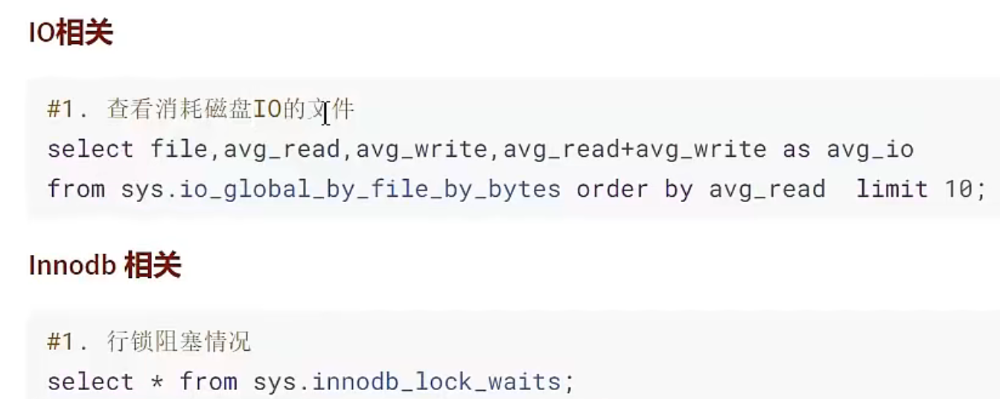 IO相关
#1. 查看消耗磁盘IO的文件
select file,avg_read,avg_write,avg_read+avg_write as avg_io
from sys.io_global_by_file_by_bytes order by avg_read  limit 10;
Innodb 相关
#1. 行锁阻塞情况
select * from sys.innodb_lock_waits;